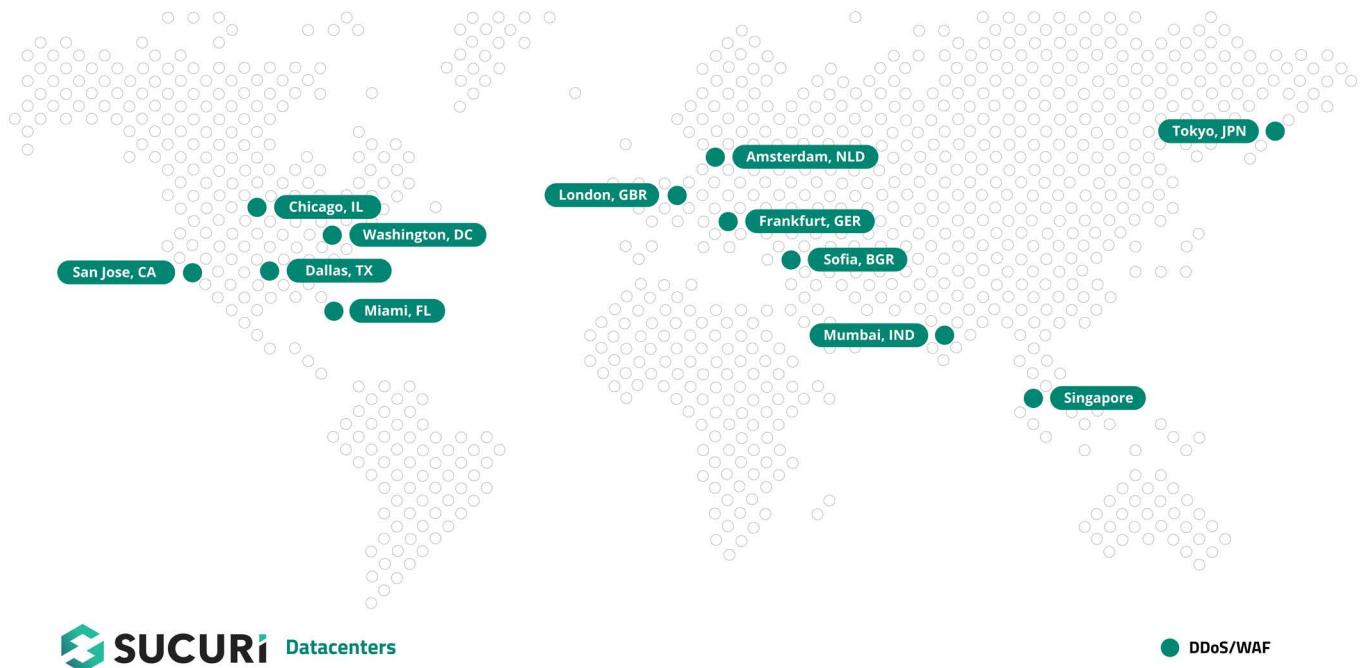 Tokyo, JPN
Amsterdam, NLD
London, GBR
Chicago, IL
Frankfurt, GER
Washington, DC
Sofia, BGR
San Jose, CA
Dallas, TX
Miami, FL
Mumbai, IND
Singapore
SUCURi Datacenters
DDoS/WAF